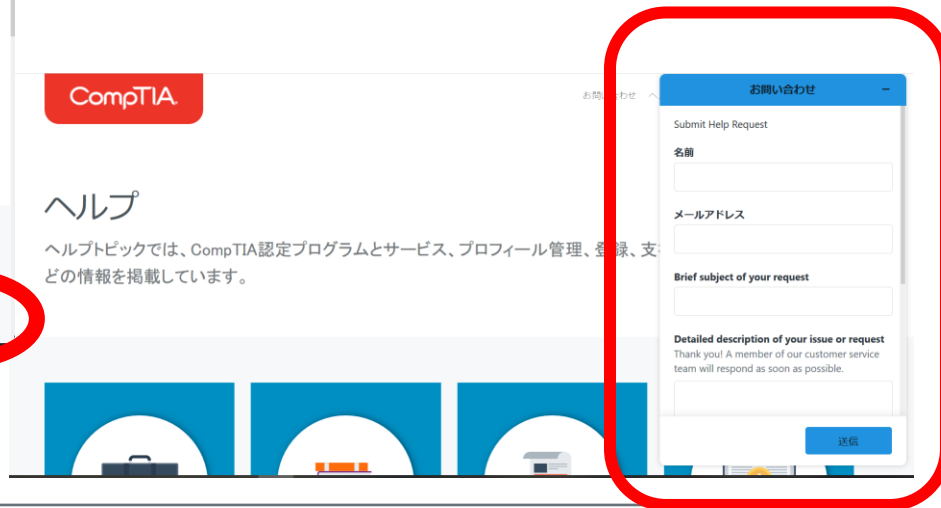 CompTIA.
お問い合わせ
お問い合わせ −
Submit Help Request
名前
メールアドレス
Brief subject of your request
Detailed description of your issue or request
Thank you! A member of our customer service
team will respond as soon as possible.
送信
ヘルプ
ヘルプトピックでは、CompTIA認定プログラムとサービス、プロフィール管理、登録、支
どの情報を掲載しています。